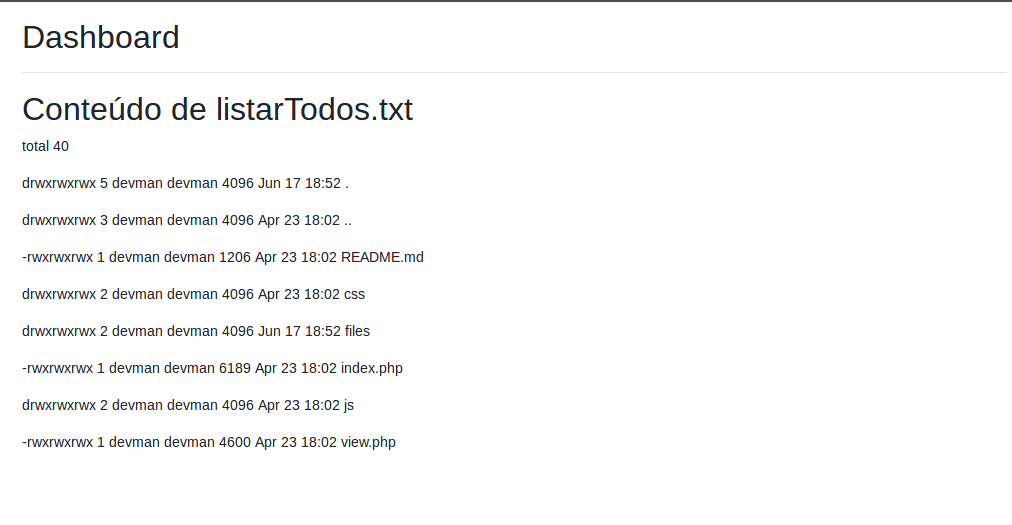 Dashboard
Conteúdo de listarTodos.txt
total 40
drwxrwxrwx 5 devman devman 4096 Jun 17 18:52 .
drwxrwxrwx 3 devman devman 4096 Apr 23 18:02 ..
-rwxrwxrwx 1 devman devman 1206 Apr 23 18:02 README.md
drwxrwxrwx 2 devman devman 4096 Apr 23 18:02 css
drwxrwxrwx 2 devman devman 4096 Jun 17 18:52 files
-rwxrwxrwx 1 devman devman 6189 Apr 23 18:02 index.php
drwxrwxrwx 2 devman devman 4096 Apr 23 18:02 js
-rwxrwxrwx 1 devman devman 4600 Apr 23 18:02 view.php